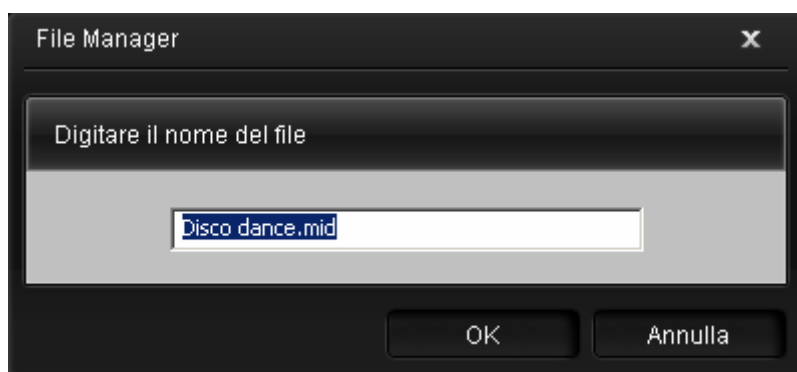 File Manager x
Digitare il nome del file
Disco dance.mid
OK Annulla